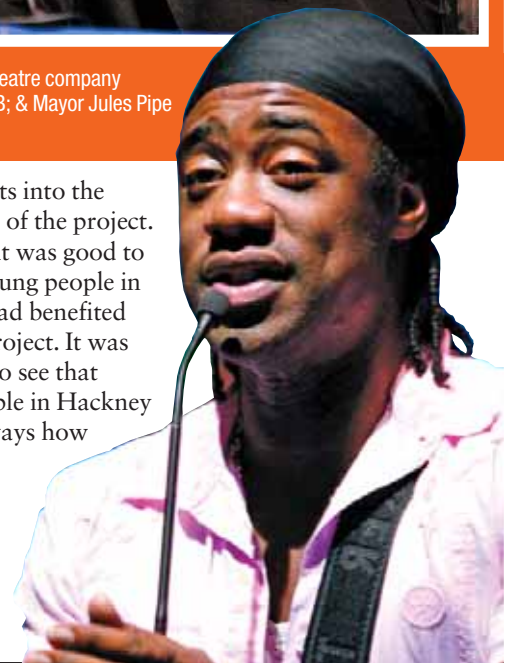 eatre company
3; & Mayor Jules Pipe
ts into the
of the project.
it was good to
ung people in
ad benefited
roject. It was
o see that
ple in Hackney
ays how